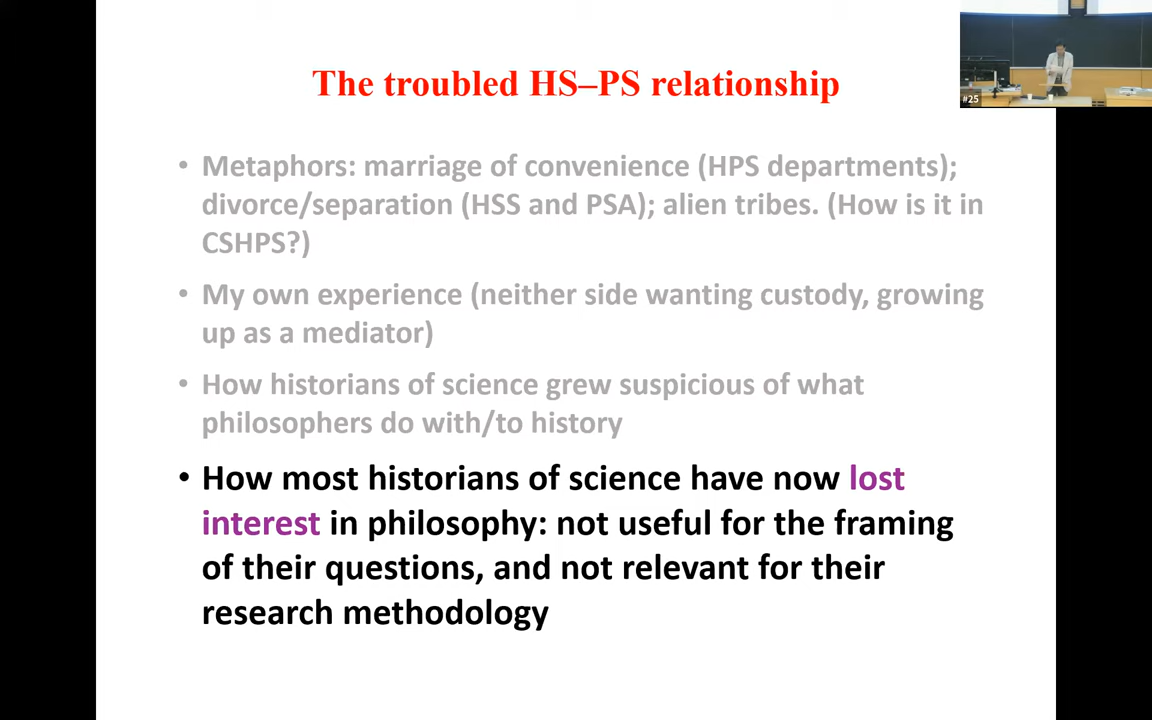 The troubled HS–PS relationship
#25
• Metaphors: marriage of convenience (HPS departments);
divorce/separation (HSS and PSA); alien tribes. (How is it in
CSHPS?)
• My own experience (neither side wanting custody, growing
up as a mediator)
• How historians of science grew suspicious of what
philosophers do with/to history
• How most historians of science have now lost
interest in philosophy: not useful for the framing
of their questions, and not relevant for their
research methodology